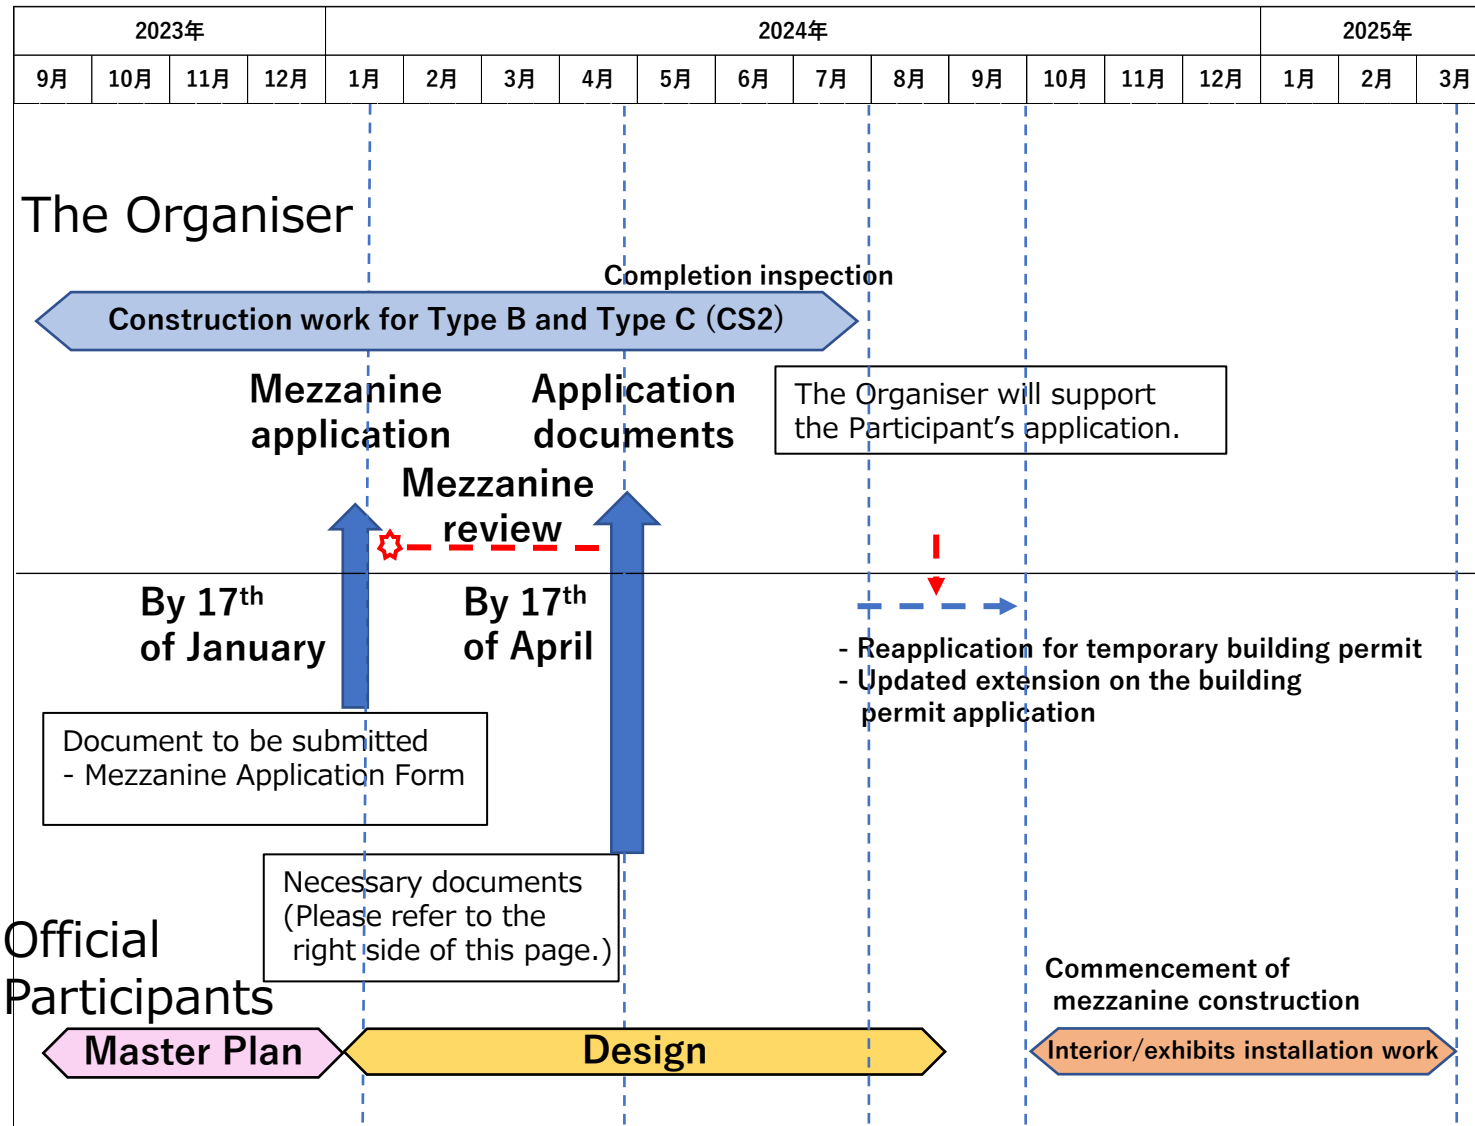 2023年
2024年
2025年
9月 10月 11月 12月 1月 2月 3月 4月 5月 6月 7月 8月 9月 10月 11月 12月 1月 2月 3月
The Organiser
Completion inspection
Construction work for Type B and Type C (CS2)
Mezzanine
application
Application
documents
The Organiser will support
the Participant's application.
Mezzanine
review
By 17th
of January
By 17th
of April
- Reapplication for temporary building permit
- Updated extension on the building
permit application
Document to be submitted
- Mezzanine Application Form
Necessary documents
(Please refer to the
right side of this page.)
Official
Participants
Commencement of
mezzanine construction
Master Plan
Design
Interior/exhibits installation work